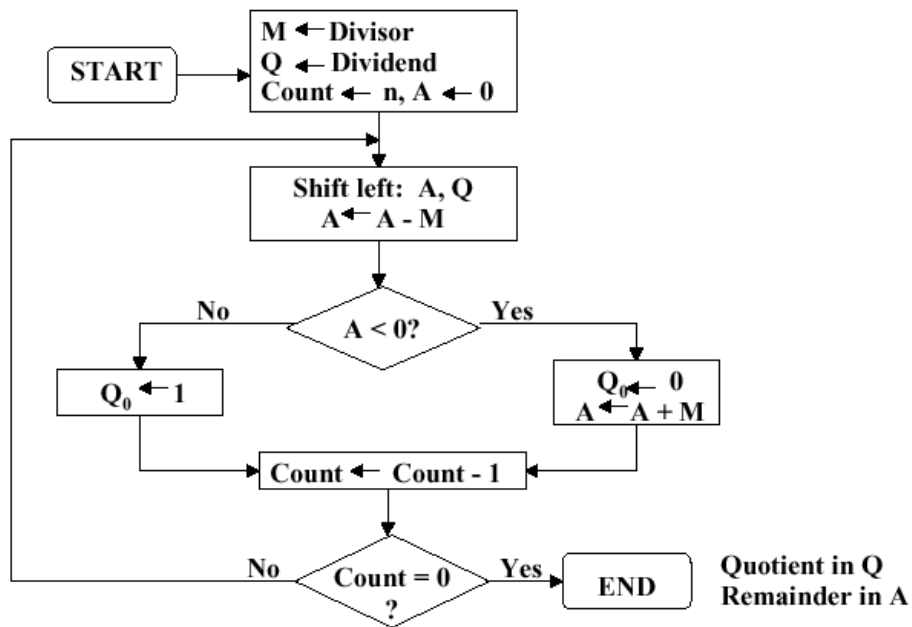 START
M ← Divisor
Q ← Dividend
Count ← n, A ← 0
Shift left: A, Q
A ← A - M
No
A < 0?
Yes
Q₀ ← 1
Q₀ ← 0
A ← A + M
Count ← Count - 1
No
Count = 0
?
Yes
END
Quotient in Q
Remainder in A